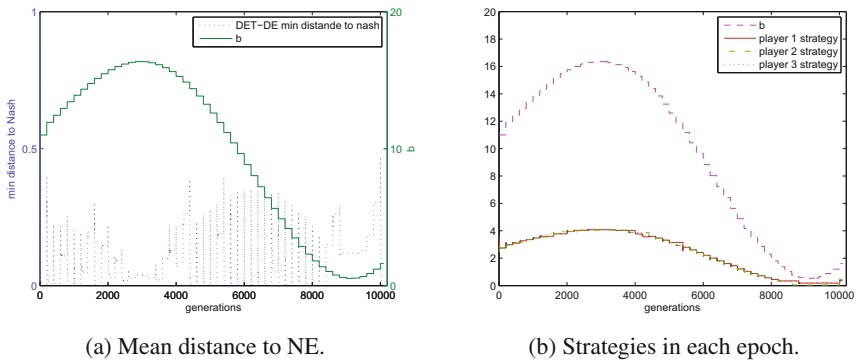 DET-DE min distande to nash
b
min distance to Nash
1
0.5
0
20
10
0
b
0
2000
4000
6000
8000
10000
generations
(a) Mean distance to NE.
b
player 1 strategy
player 2 strategy
player 3 strategy
20
18
16
14
12
10
8
6
4
2
0
0
2000
4000
6000
8000
10000
generations
(b) Strategies in each epoch.